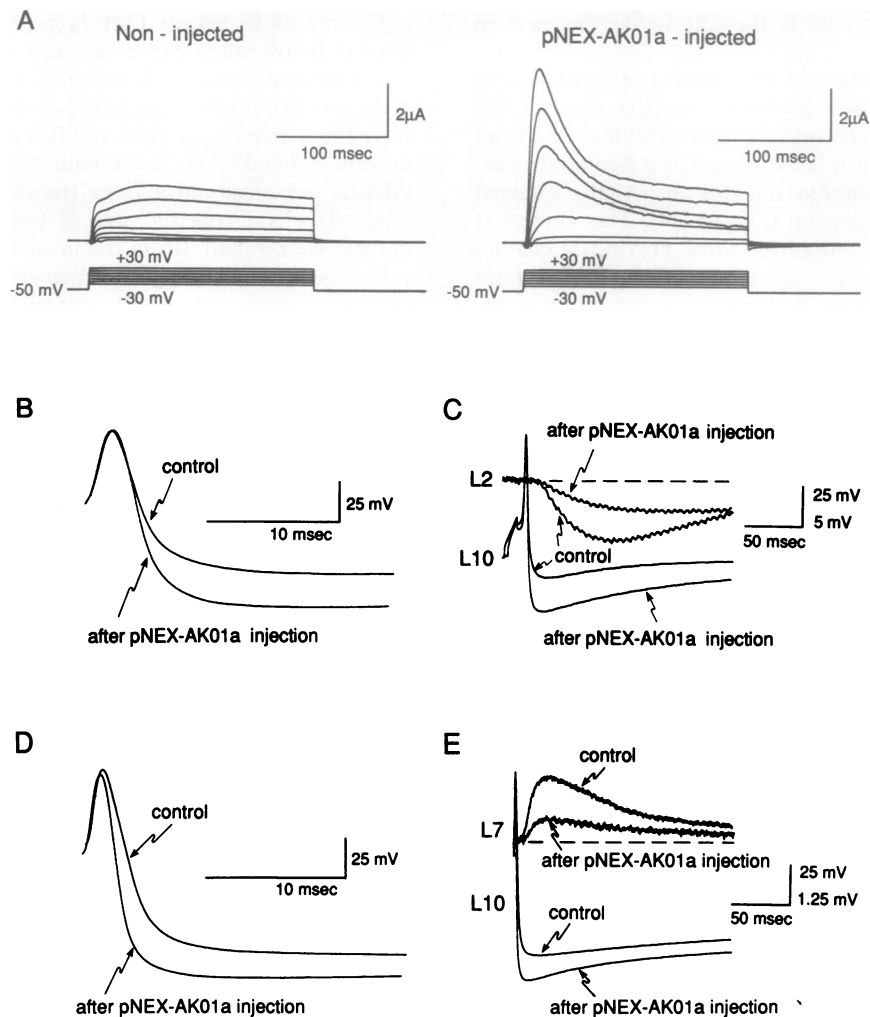 A
Non - injected
pNEX-AK01a - injected
2μA
100 msec
2μA
100 msec
+30 mV
-50 mV
-30 mV
+30 mV
-50 mV
-30 mV
B
control
25 mV
10 msec
after pNEX-AK01a injection
C
after pNEX-AK01a injection
L2
25 mV
5 mV
50 msec
L10
control
after pNEX-AK01a injection
D
control
25 mV
10 msec
after pNEX-AK01a injection
E
control
L7
after pNEX-AK01a injection
25 mV
1.25 mV
50 msec
L10
control
after pNEX-AK01a injection